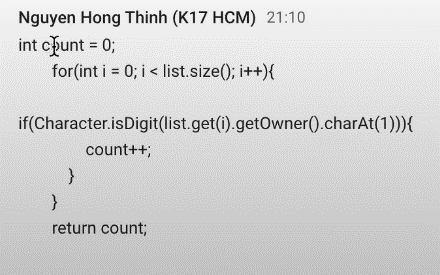 Nguyen Hong Thinh (K17 HCM) 21:10
int count = 0;
for(int i = 0; i < list.size(); i++){
if(Character.isDigit(list.get(i).getOwner().charAt(1))){
count++;
}
}
return count;